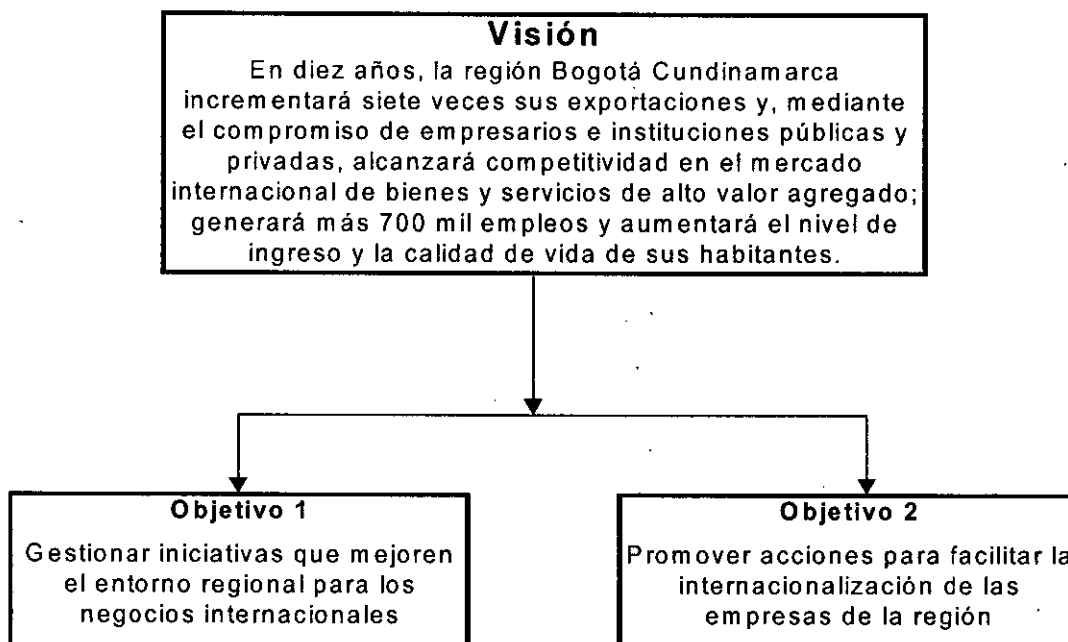 Visión
En diez años, la región Bogotá Cundinamarca
incrementará siete veces sus exportaciones y, mediante
el compromiso de empresarios e instituciones públicas y
privadas, alcanzará competitividad en el mercado
internacional de bienes y servicios de alto valor agregado;
generará más 700 mil empleos y aumentará el nivel de
ingreso y la calidad de vida de sus habitantes.
Objetivo 1
Gestionar iniciativas que mejoren
el entorno regional para los
negocios internacionales
Objetivo 2
Promover acciones para facilitar la
internacionalización de las
empresas de la región